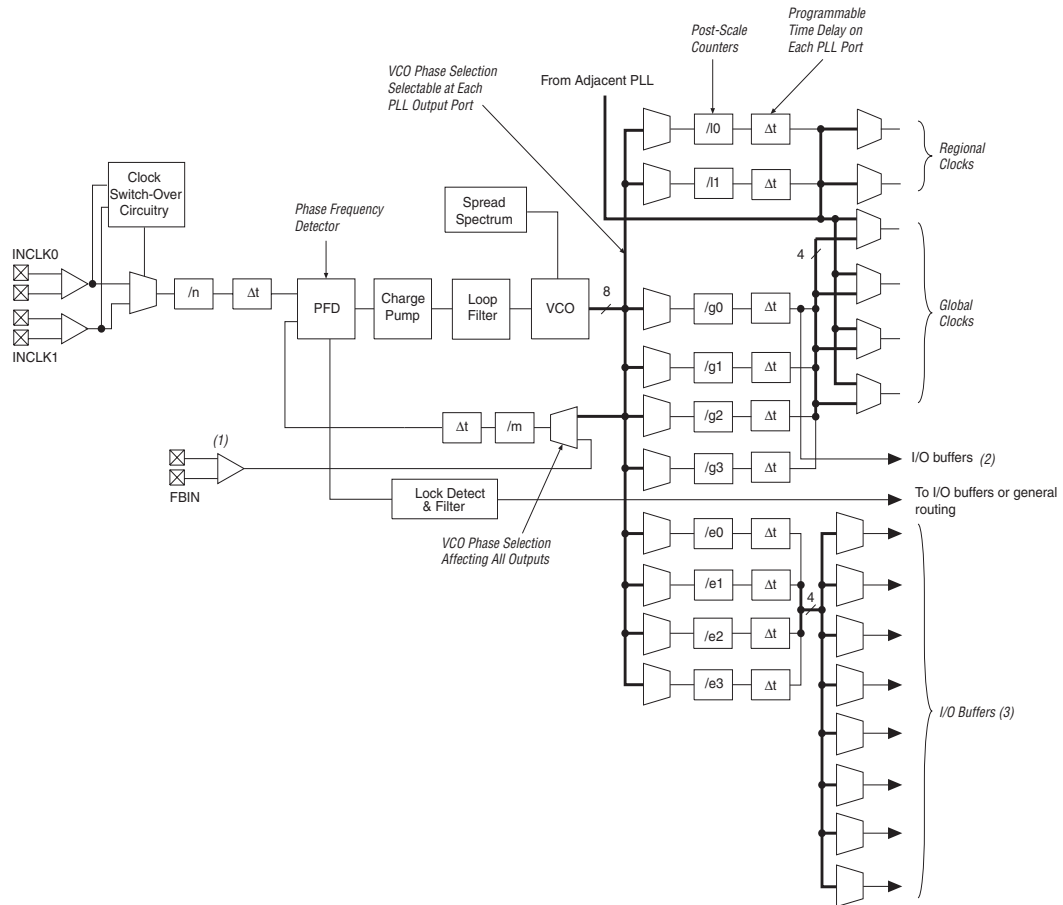 Programmable
Time Delay on
Each PLL Port
Post-Scale
Counters
VCO Phase Selection
Selectable at Each
PLL Output Port
From Adjacent PLL
/l0
Δt
Regional
Clocks
/l1
Δt
Clock
Switch-Over
Circuitry
Phase Frequency
Detector
Spread
Spectrum
4
INCLK0
/n
Δt
PFD
Charge
Pump
Loop
Filter
VCO
8
/g0
Δt
Global
Clocks
INCLK1
/g1
Δt
Δt
/m
/g2
Δt
(1)
FBIN
/g3
Δt
I/O buffers (2)
Lock Detect
& Filter
To I/O buffers or general
routing
VCO Phase Selection
Affecting All Outputs
/e0
Δt
/e1
Δt
4
/e2
Δt
/e3
Δt
I/O Buffers (3)